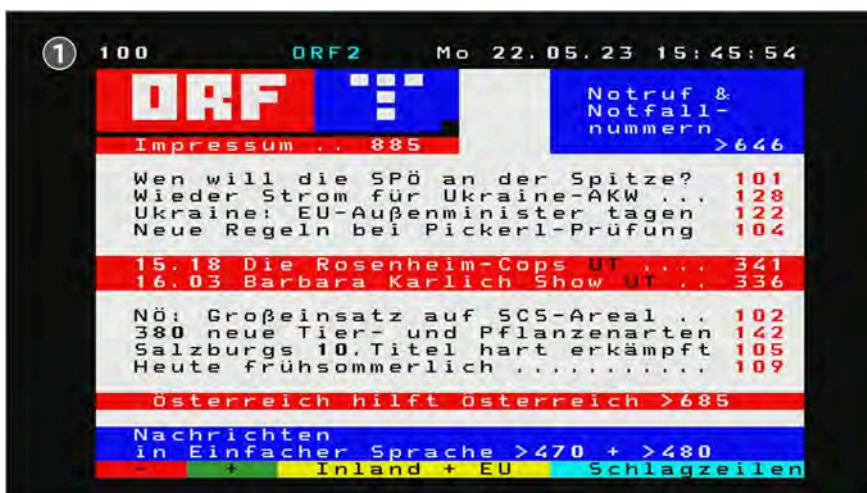 1
100 ORF2 Mo 22.05.23 15:45:54
ORF T
Notruf &
Notfall-
nummern
Impressum .. 885 >646
Wen will die SPÖ an der Spitze? 101
Wieder Strom für Ukraine-AKW ... 128
Ukraine: EU-Außenminister tagen 122
Neue Regeln bei Pickerl-Prüfung 104
15.18 Die Rosenheim-Cops UT .... 341
16.03 Barbara Karlich Show UT .. 336
NÖ: Großeinsatz auf SCS-Areal .. 102
380 neue Tier- und Pflanzenarten 142
Salzburgs 10.Titel hart erkämpft 105
Heute frühsommerlich ........... 109
Österreich hilft Österreich >685
Nachrichten
in Einfacher Sprache >470 + >480
- + Inland + EU Schlagzeilen